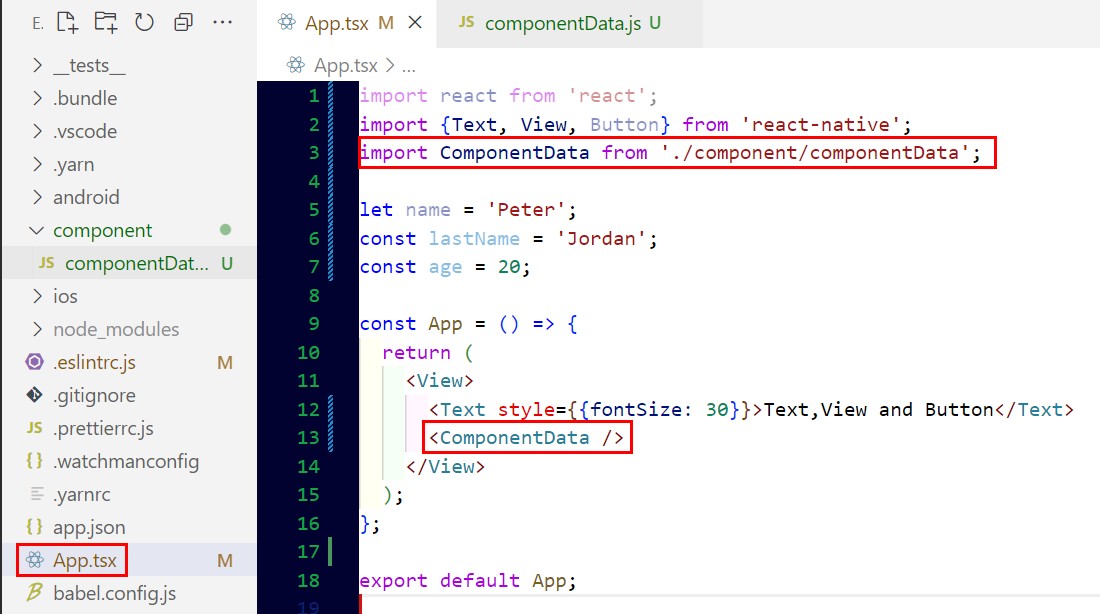 E.
__tests__
.bundle
.vscode
.yarn
android
component
JS componentDat... U
ios
node_modules
.eslintrc.js M
.gitignore
JS .prettierrc.js
{} .watchmanconfig
.yarnrc
{} app.json
App.tsx M
babel.config.js
App.tsx M
JS componentData.js U
App.tsx > ...
1 import react from 'react';
2 import {Text, View, Button} from 'react-native';
3 import ComponentData from './component/componentData';
4
5 let name = 'Peter';
6 const lastName = 'Jordan';
7 const age = 20;
8
9 const App = () => {
10 return (
11 <View>
12 <Text style={{fontSize: 30}}>Text,View and Button</Text>
13 <ComponentData />
14 </View>
15 );
16 };
17
18 export default App;
19